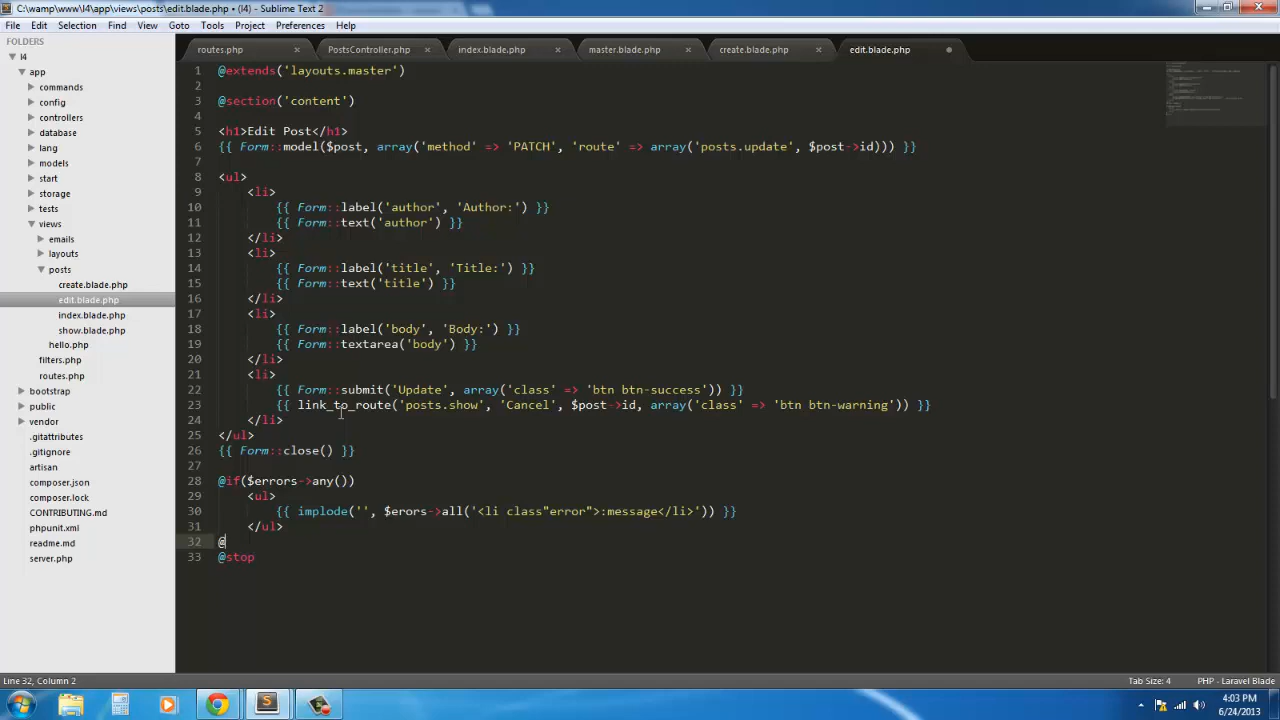 C:\wamp\www\l4\app\views\posts\edit.blade.php (l4) - Sublime Text 2
File Edit Selection Find View Goto Tools Project Preferences Help
FOLDERS
l4
app
commands
config
controllers
database
lang
models
start
storage
tests
views
emails
layouts
posts
create.blade.php
edit.blade.php
index.blade.php
show.blade.php
hello.php
filters.php
routes.php
bootstrap
public
vendor
.gitattributes
.gitignore
artisan
composer.json
composer.lock
CONTRIBUTING.md
phpunit.xml
readme.md
server.php
routes.php × PostsController.php × index.blade.php × master.blade.php × create.blade.php × edit.blade.php
1 @extends('layouts.master')
2
3 @section('content')
4
5 <h1>Edit Post</h1>
6 {{ Form::model($post, array('method' => 'PATCH', 'route' => array('posts.update', $post->id))) }}
7
8 <ul>
9 <li>
10 {{ Form::label('author', 'Author:') }}
11 {{ Form::text('author') }}
12 </li>
13 <li>
14 {{ Form::label('title', 'Title:') }}
15 {{ Form::text('title') }}
16 </li>
17 <li>
18 {{ Form::label('body', 'Body:') }}
19 {{ Form::textarea('body') }}
20 </li>
21 <li>
22 {{ Form::submit('Update', array('class' => 'btn btn-success')) }}
23 {{ link_to_route('posts.show', 'Cancel', $post->id, array('class' => 'btn btn-warning')) }}
24 </li>
25 </ul>
26 {{ Form::close() }}
27
28 @if($errors->any())
29 <ul>
30 {{ implode('', $erors->all('<li class"error">:message</li>')) }}
31 </ul>
32 @
33 @stop
Line 32, Column 2
Tab Size: 4
PHP - Laravel Blade
4:03 PM
6/24/2013